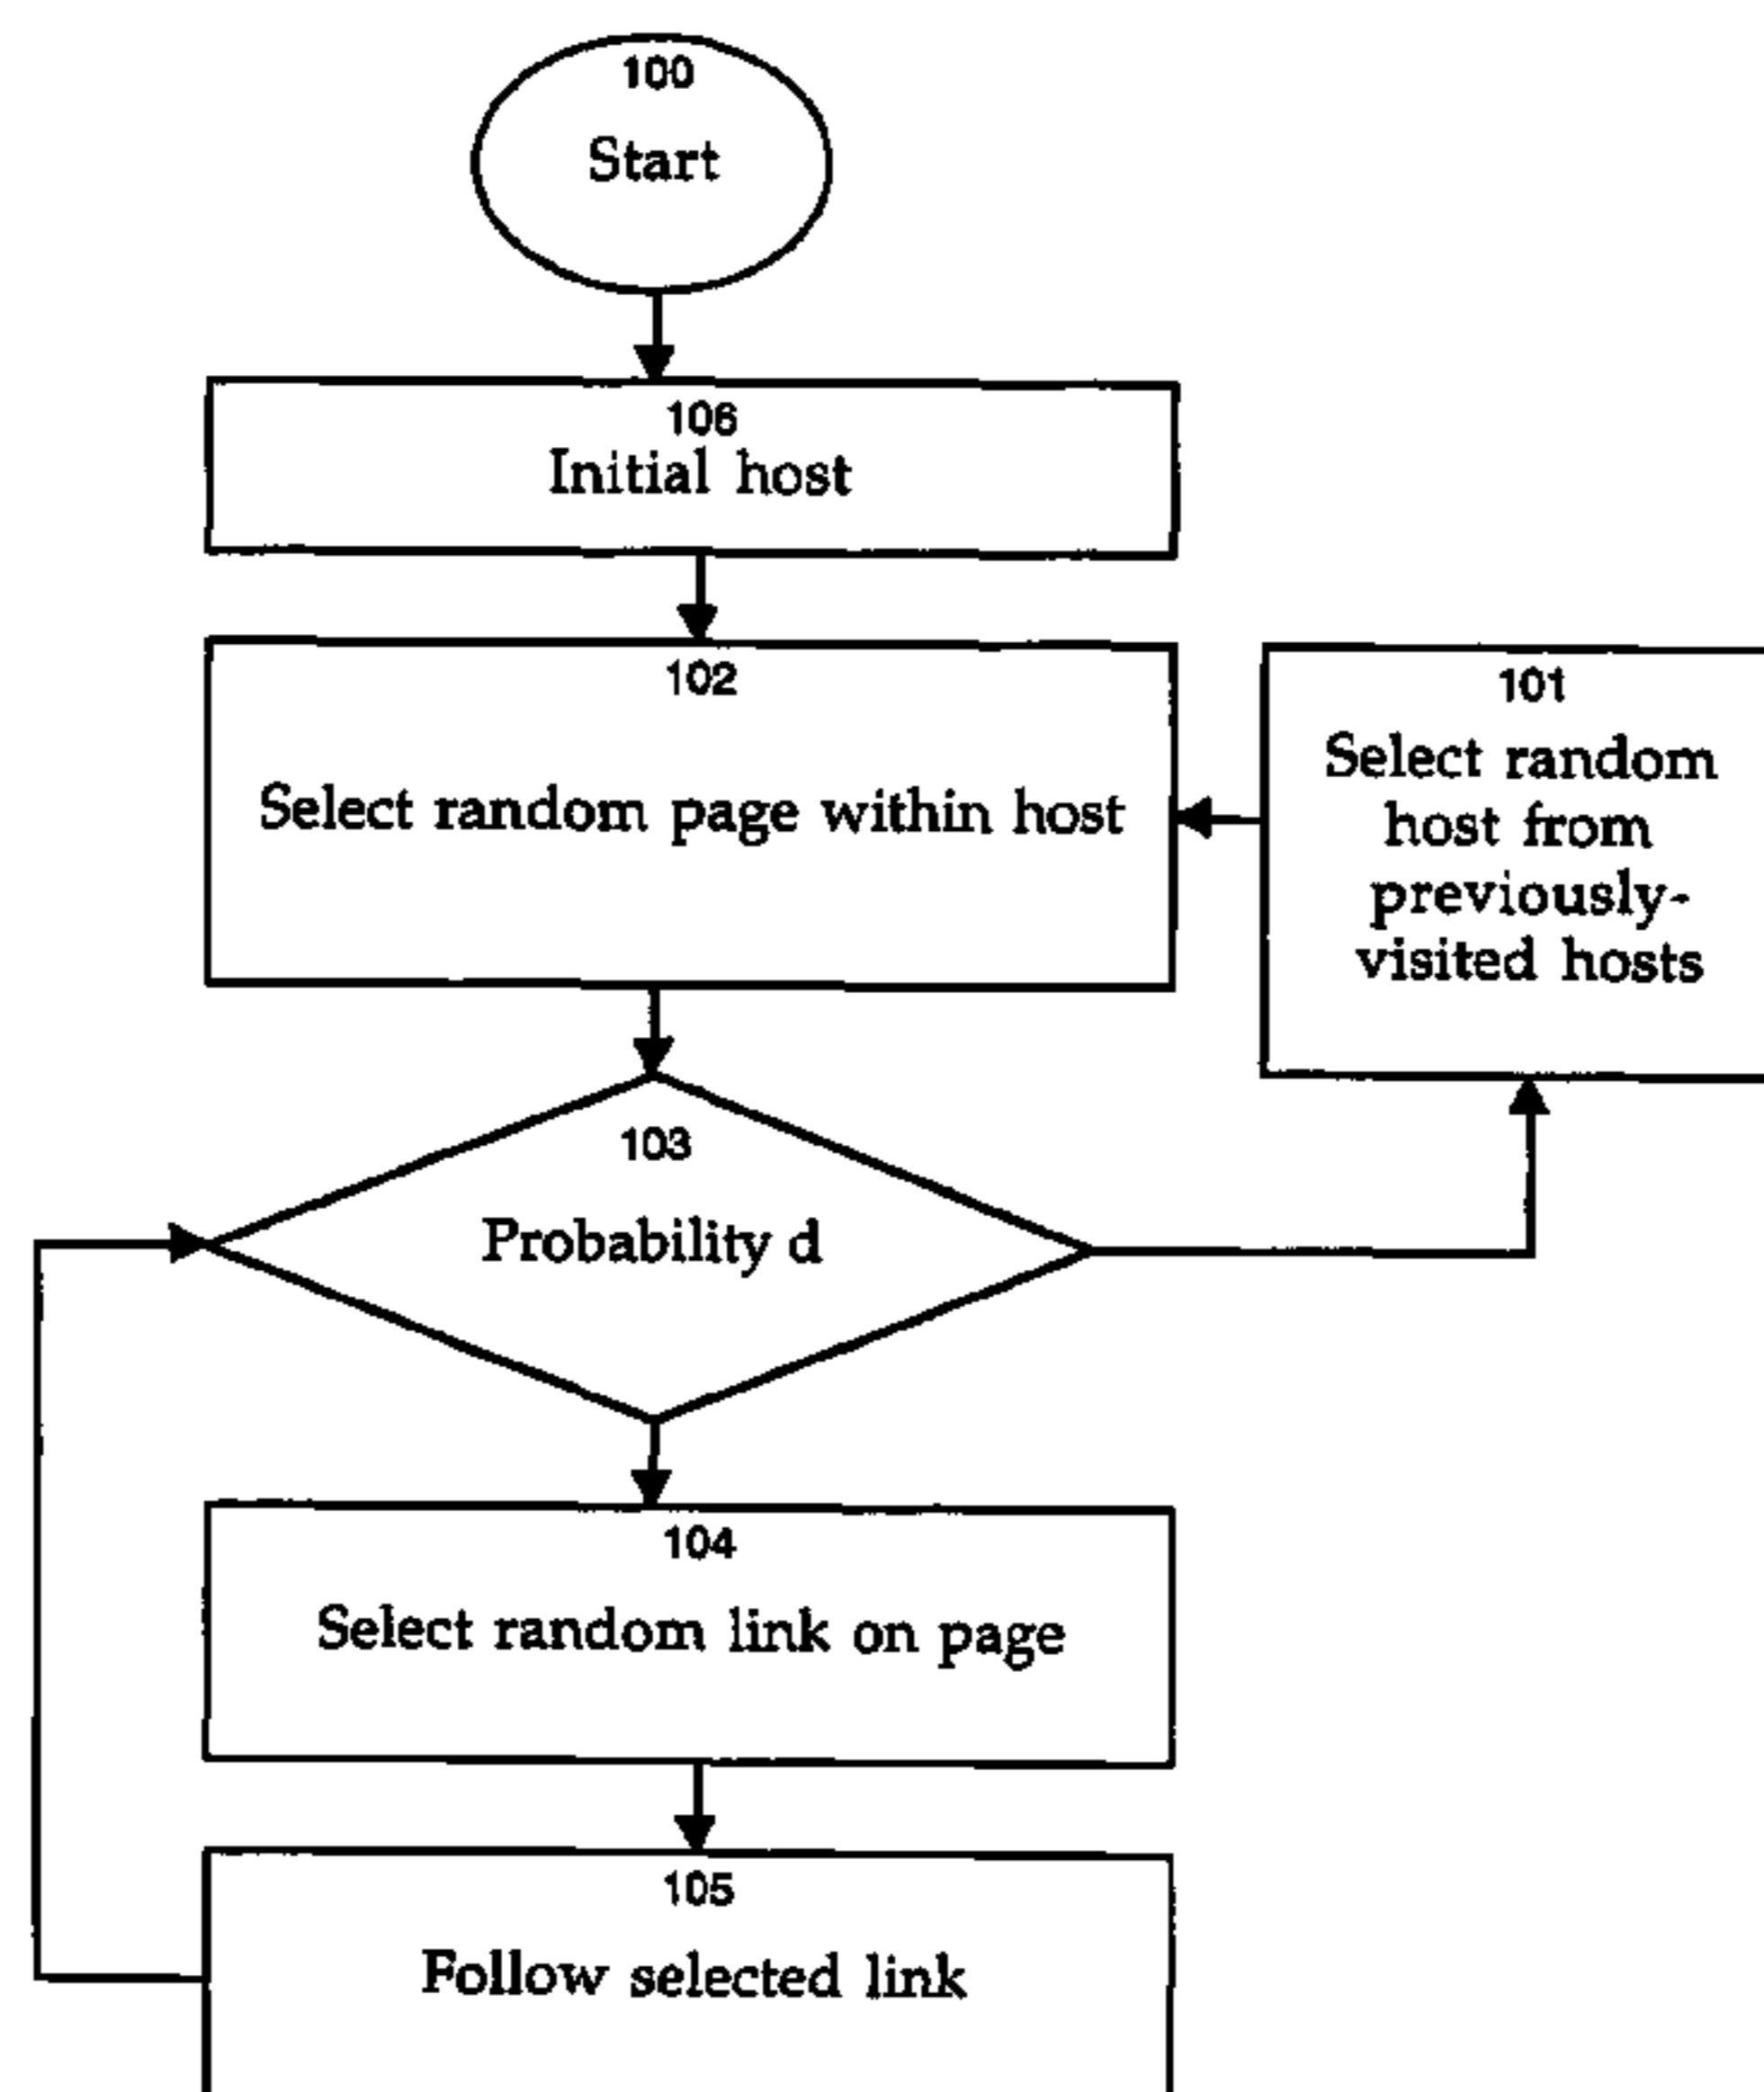 100
Start
106
Initial host
102
Select random page within host
101
Select random
host from
previously-
visited hosts
103
Probability d
104
Select random link on page
105
Follow selected link